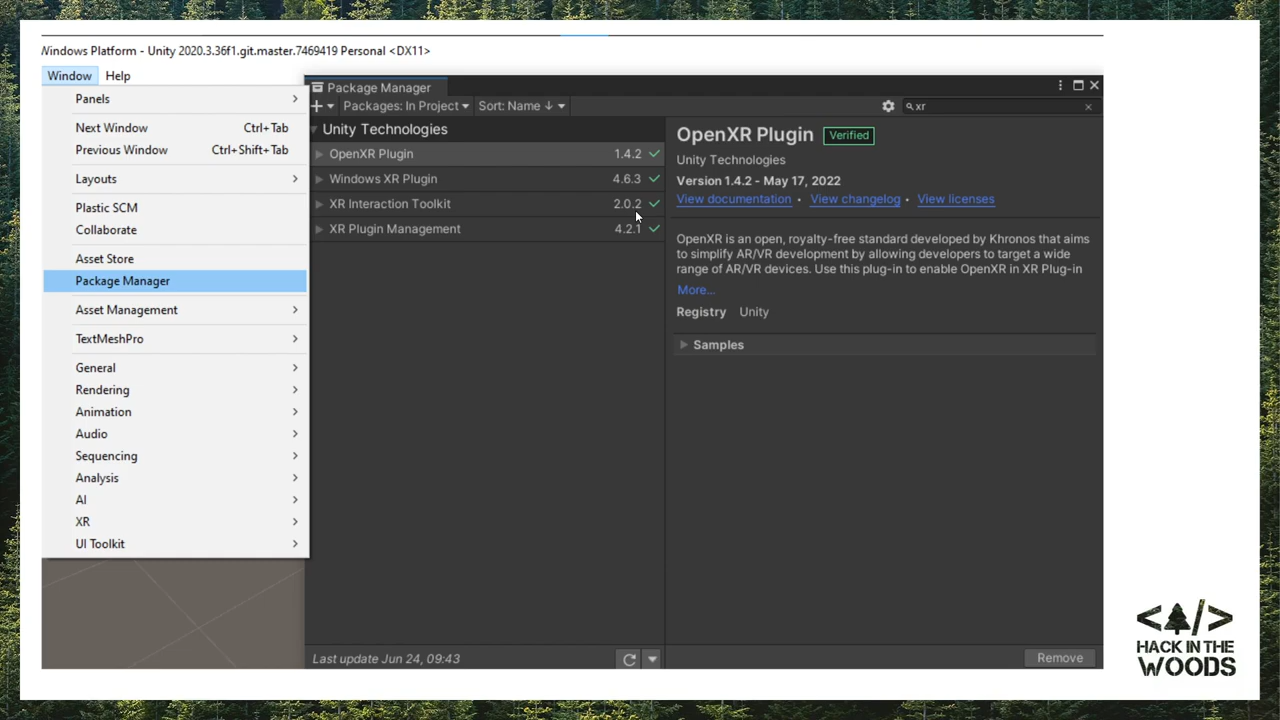 Windows Platform - Unity 2020.3.36f1.git.master.7469419 Personal <DX11>
Window Help
Panels
Next Window Ctrl+Tab
Previous Window Ctrl+Shift+Tab
Layouts
Plastic SCM
Collaborate
Asset Store
Package Manager
Asset Management
TextMeshPro
General
Rendering
Animation
Audio
Sequencing
Analysis
AI
XR
UI Toolkit
Package Manager
Packages: In Project Sort: Name ↓
xr
Unity Technologies
OpenXR Plugin 1.4.2
Windows XR Plugin 4.6.3
XR Interaction Toolkit 2.0.2
XR Plugin Management 4.2.1
Last update Jun 24, 09:43
OpenXR Plugin Verified
Unity Technologies
Version 1.4.2 - May 17, 2022
View documentation • View changelog • View licenses
OpenXR is an open, royalty-free standard developed by Khronos that aims
to simplify AR/VR development by allowing developers to target a wide
range of AR/VR devices. Use this plug-in to enable OpenXR in XR Plug-in
More...
Registry Unity
Samples
Remove
HACK IN THE
WOODS